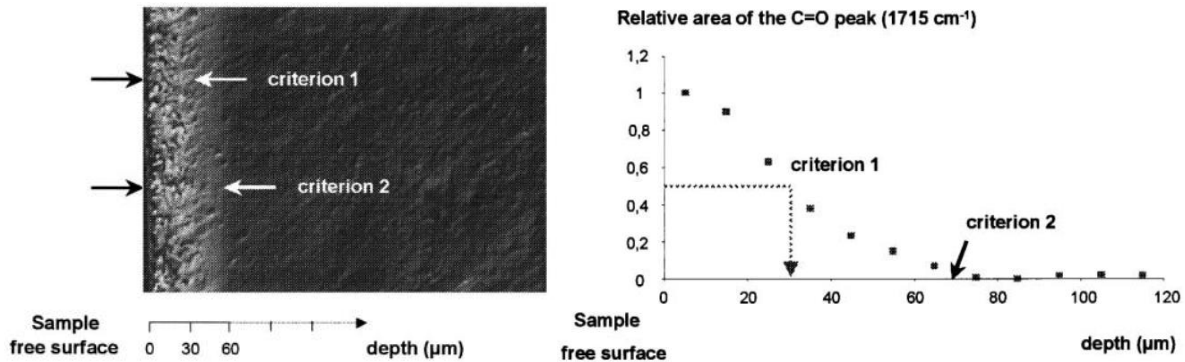 criterion 1
criterion 2
Sample
free surface
0 30 60
depth (µm)
Relative area of the C=O peak (1715 cm⁻¹)
1,2
1
0,8
0,6
0,4
0,2
0
criterion 1
criterion 2
0 20 40 60 80 100 120
Sample
free surface
depth (µm)